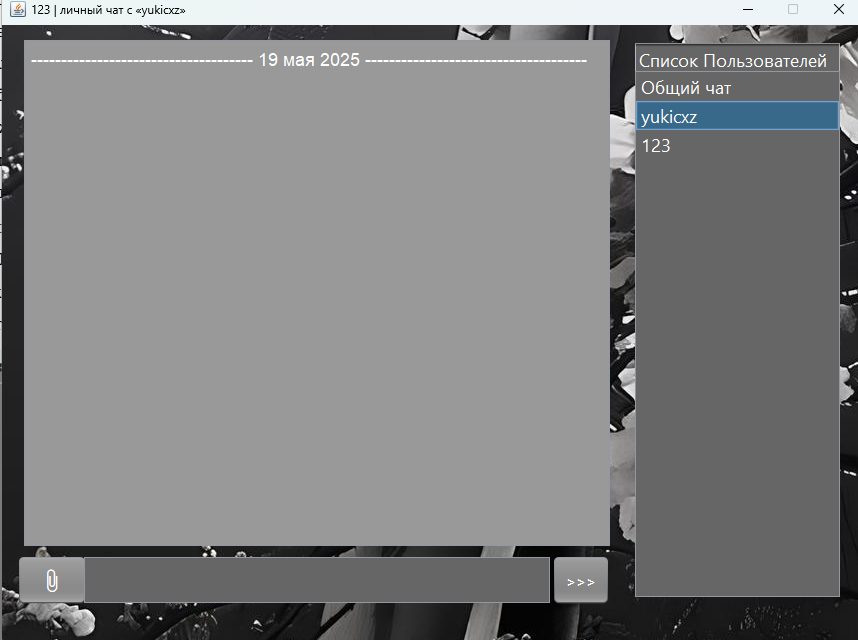 123 | личный чат с «yukicxz»
------------------------------------- 19 мая 2025 -------------------------------------
Список Пользователей
Общий чат
yukicxz
123
>>>